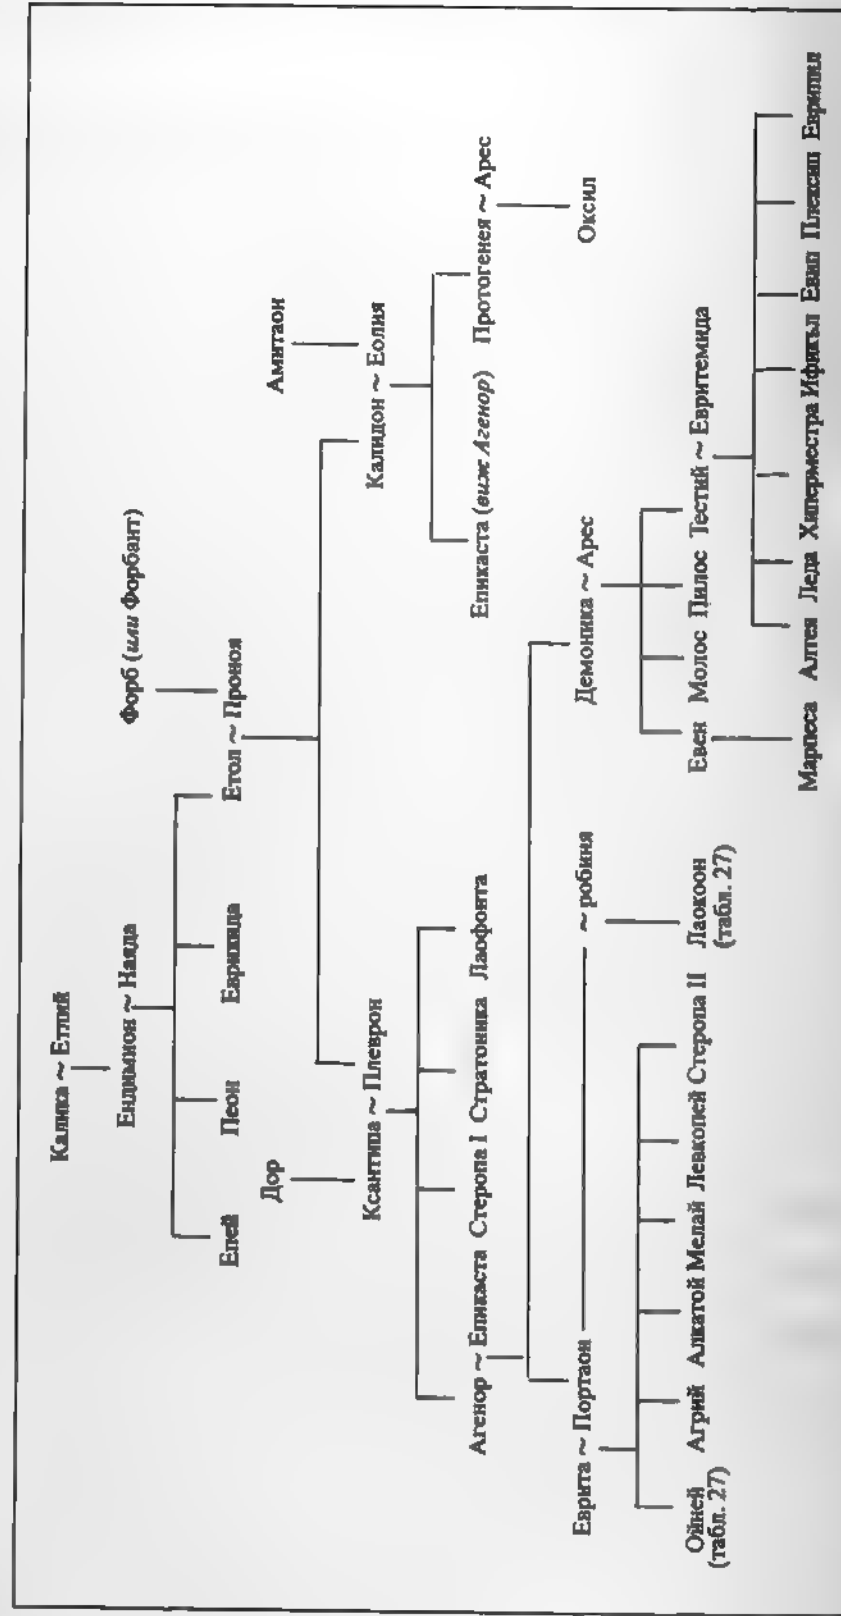 Калика ~ Етлий
Ендимион ~ Наяда
Форб (или Форбант)
Епей Пеон Еврикида Етол ~ Проноя
Дор
Амитаон
Ксантипа ~ Плеврон
Калидон ~ Еолия
Агенор ~ Епикаста Стеропа I Стратоника Лаофонта
Епикаста (виж Агенор) Протогенея ~ Арес
Еврита ~ Портаон ~ робиня
Демоника ~ Арес
Оксил
Ойней Агрий Алкатой Мелай Левкопей Стеропа II Лаокоон
(табл. 27) (табл. 27)
Евен Молос Пилос Тестий ~ Евритемида
Марпеса Алтея Леда Хиперместра Ификъл Евип Плексип Еврипил